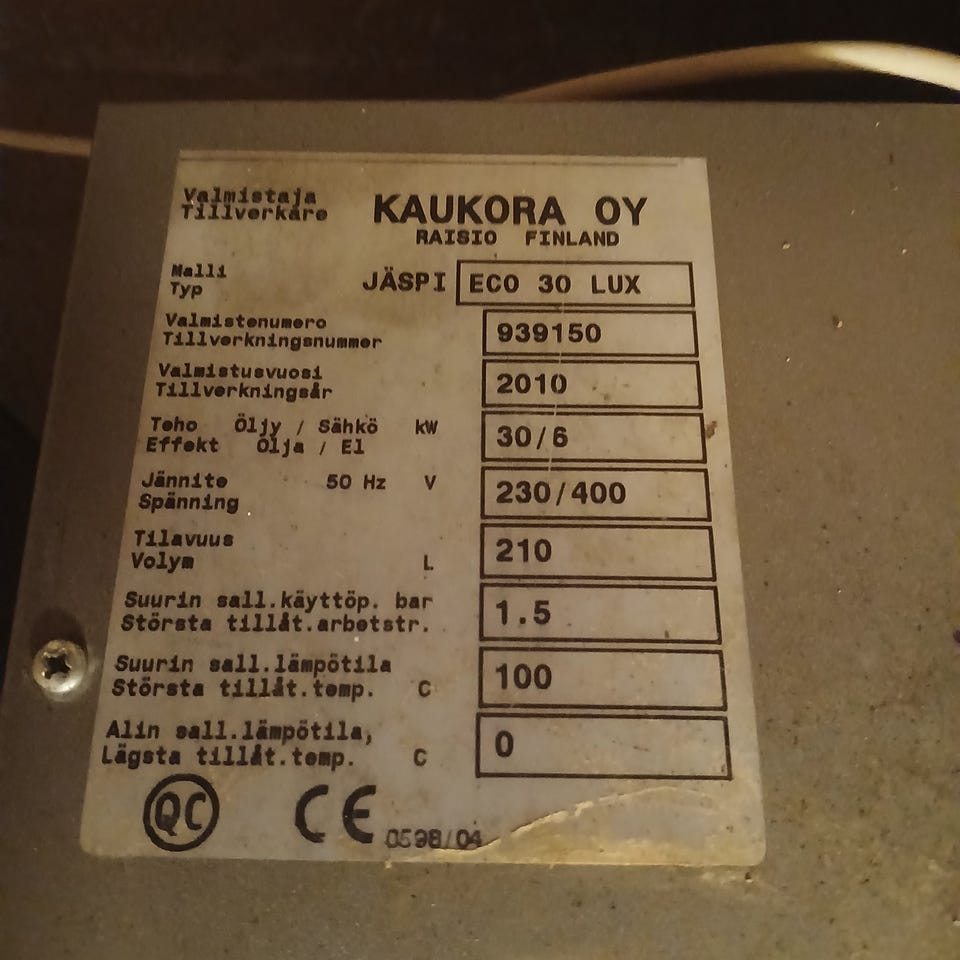 Valmistaja
Tillverkare
KAUKORA OY
RAISIO FINLAND
Malli
Typ
JÄSPI ECO 30 LUX
Valmistenumero
Tillverkningsnummer
939150
Valmistusvuosi
Tillverkningsår
2010
Teho Öljy / Sähkö kW
Effekt Olja / El
30/6
Jännite 50 Hz V
Spänning
230/400
Tilavuus
Volym L
210
Suurin sall.käyttöp. bar
Största tillåt.arbetstr.
1.5
Suurin sall.lämpötila
Största tillåt.temp. C
100
Alin sall.lämpötila,
Lägsta tillåt.temp. C
0
QC CE 0598/04